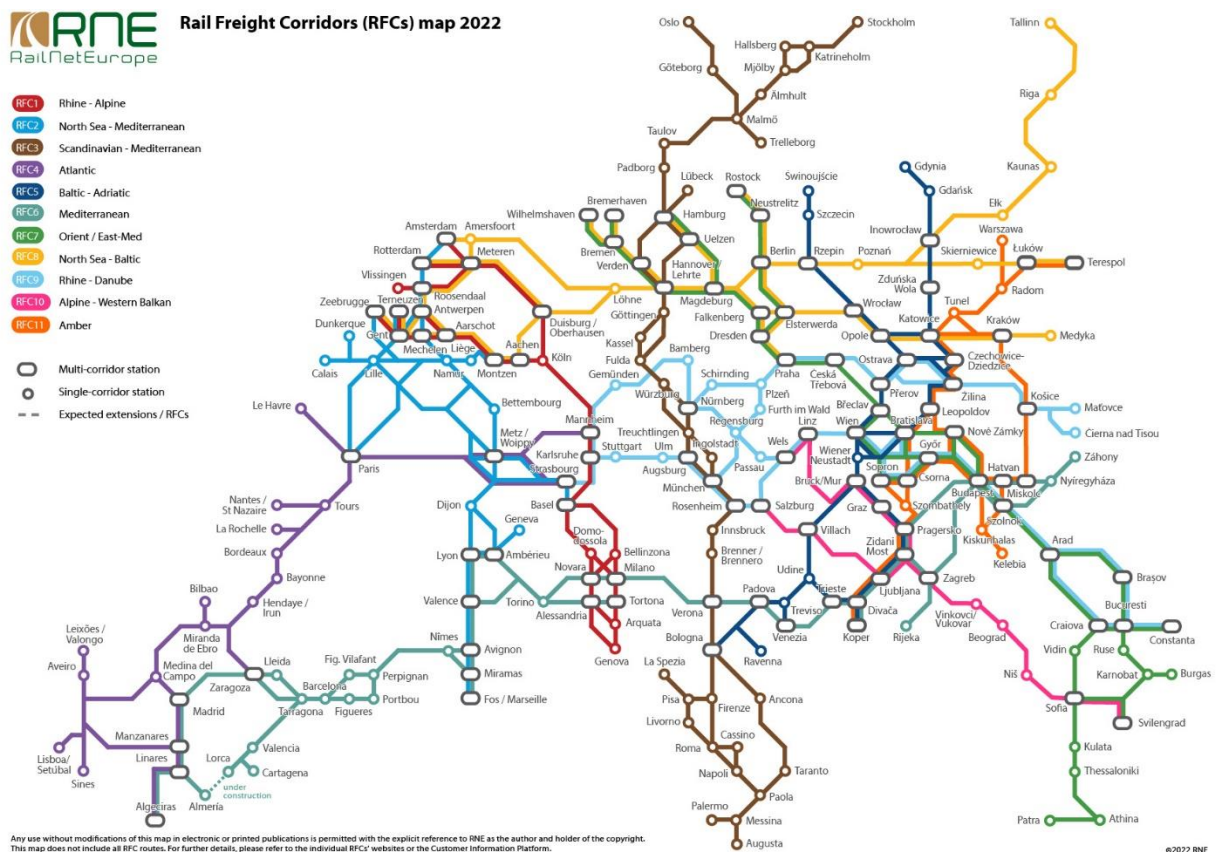 RNE
RailNetEurope
Rail Freight Corridors (RFCs) map 2022
RFC1 Rhine - Alpine
RFC2 North Sea - Mediterranean
RFC3 Scandinavian - Mediterranean
RFC4 Atlantic
RFC5 Baltic - Adriatic
RFC6 Mediterranean
RFC7 Orient / East-Med
RFC8 North Sea - Baltic
RFC9 Rhine - Danube
RFC10 Alpine - Western Balkan
RFC11 Amber
Multi-corridor station
Single-corridor station
Expected extensions / RFCs
Oslo
Stockholm
Hallsberg
Katrineholm
Göteborg
Mjölby
Älmhult
Malmö
Trelleborg
Taulov
Padborg
Lübeck
Hamburg
Uelzen
Tallinn
Riga
Kaunas
Ełk
Gdynia
Gdańsk
Swinoujście
Szczecin
Rostock
Neustrelitz
Wilhelmshaven
Bremerhaven
Bremen
Verden
Hannover/
Lehrte
Magdeburg
Berlin
Rzepin
Poznań
Inowrocław
Skierniewice
Warszawa
Łuków
Terespol
Radom
Zduńska
Wola
Amsterdam
Amersfoort
Rotterdam
Meteren
Vlissingen
Roosendaal
Zeebrugge
Terneuzen
Antwerpen
Dunkerque
Gent
Mechelen
Aarschot
Liège
Aachen
Montzen
Duisburg /
Oberhausen
Köln
Löhne
Göttingen
Kassel
Fulda
Calais
Lille
Namur
Bettembourg
Falkenberg
Dresden
Elsterwerda
Wrocław
Opole
Katowice
Tunel
Kraków
Medyka
Czechowice-
Dziedzice
Bamberg
Gemünden
Würzburg
Schirnding
Nürnberg
Plzeň
Praha
Česká
Třebová
Ostrava
Přerov
Žilina
Košice
Maťovce
Čierna nad Tisou
Furth im Wald
Regensburg
Passau
Treuchtlingen
Ingolstadt
Wels
Linz
Břeclav
Wien
Bratislava
Leopoldov
Nové Zámky
Wiener
Neustadt
Sopron
Győr
Csorna
Hatvan
Budapest
Miskolc
Záhony
Nyíregyháza
Szolnok
Szombathely
Kiskunhalas
Kelebia
Le Havre
Paris
Metz /
Woippy
Mannheim
Karlsruhe
Strasbourg
Stuttgart
Ulm
Augsburg
München
Rosenheim
Salzburg
Bruck/Mur
Graz
Villach
Pragersko
Zidani
Most
Ljubljana
Zagreb
Nantes /
St Nazaire
Tours
La Rochelle
Bordeaux
Bayonne
Hendaye /
Irun
Dijon
Geneva
Lyon
Ambérieu
Valence
Basel
Domo-
Cossola
Bellinzona
Novara
Milano
Torino
Alessandria
Tortona
Arquata
Genova
Innsbruck
Brenner /
Brennero
Verona
Padova
Udine
Treviso
Trieste
Venezia
Divača
Koper
Rijeka
Bologna
Ravenna
Vinkovci/
Vukovar
Beograd
Niš
Arad
Brașov
Bucuresti
Craiova
Constanta
Vidin
Ruse
Karnobat
Burgas
Sofia
Svilengrad
Kulata
Thessaloniki
Patra
Athina
Bilbao
Miranda
de Ebro
Leixões /
Valongo
Aveiro
Medina del
Campo
Zaragoza
Lleida
Madrid
Manzanares
Linares
Lisboa/
Setúbal
Sines
Algeciras
Almería
Lorca
under
construction
Cartagena
Valencia
Tarragona
Barcelona
Figueres
Fig. Vilafant
Perpignan
Portbou
Nîmes
Avignon
Miramas
Fos / Marseille
La Spezia
Pisa
Livorno
Firenze
Ancona
Roma
Cassino
Napoli
Taranto
Paola
Palermo
Messina
Augusta
Any use without modifications of this map in electronic or printed publications is permitted with the explicit reference to RNE as the author and holder of the copyright.
This map does not include all RFC routes. For further details, please refer to the individual RFCs' websites or the Customer Information Platform.
©2022 RNE